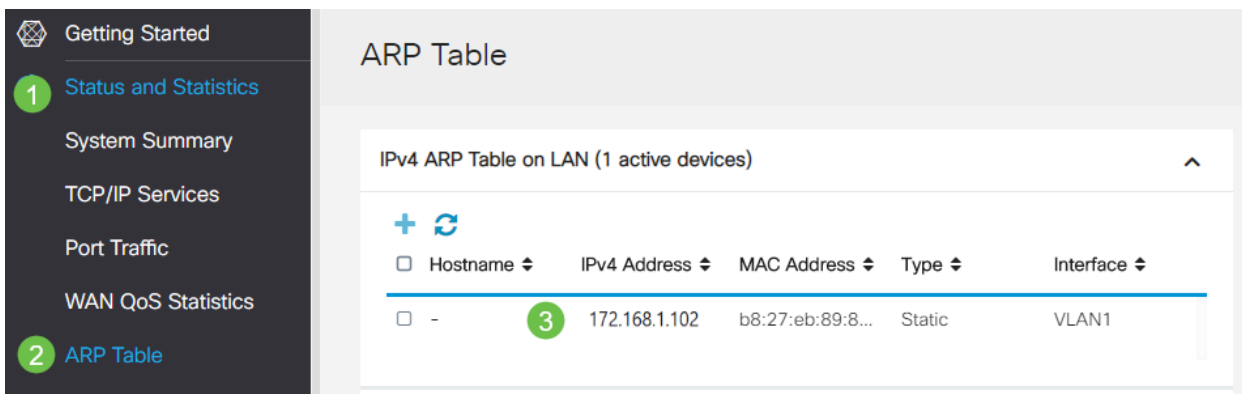 Getting Started
1 Status and Statistics
System Summary
TCP/IP Services
Port Traffic
WAN QoS Statistics
2 ARP Table
ARP Table
IPv4 ARP Table on LAN (1 active devices)
Hostname IPv4 Address MAC Address Type Interface
- 3 172.168.1.102 b8:27:eb:89:8... Static VLAN1